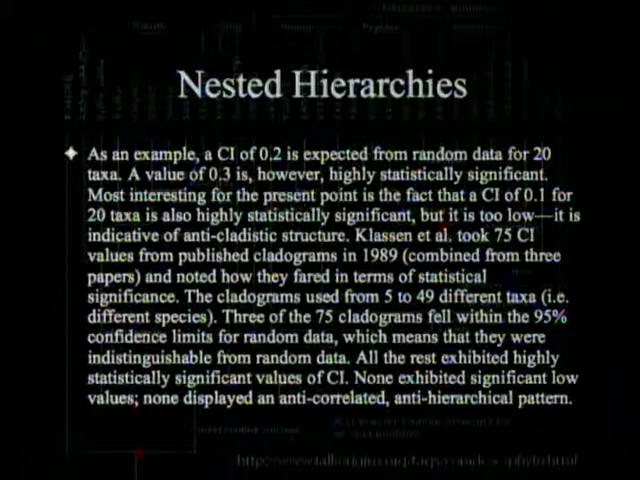 Nested Hierarchies
As an example, a CI of 0.2 is expected from random data for 20
taxa. A value of 0.3 is, however, highly statistically significant.
Most interesting for the present point is the fact that a CI of 0.1 for
20 taxa is also highly statistically significant, but it is too low—it is
indicative of anti-cladistic structure. Klassen et al. took 75 CI
values from published cladograms in 1989 (combined from three
papers) and noted how they fared in terms of statistical
significance. The cladograms used from 5 to 49 different taxa (i.e.
different species). Three of the 75 cladograms fell within the 95%
confidence limits for random data, which means that they were
indistinguishable from random data. All the rest exhibited highly
statistically significant values of CI. None exhibited significant low
values; none displayed an anti-correlated, anti-hierarchical pattern.